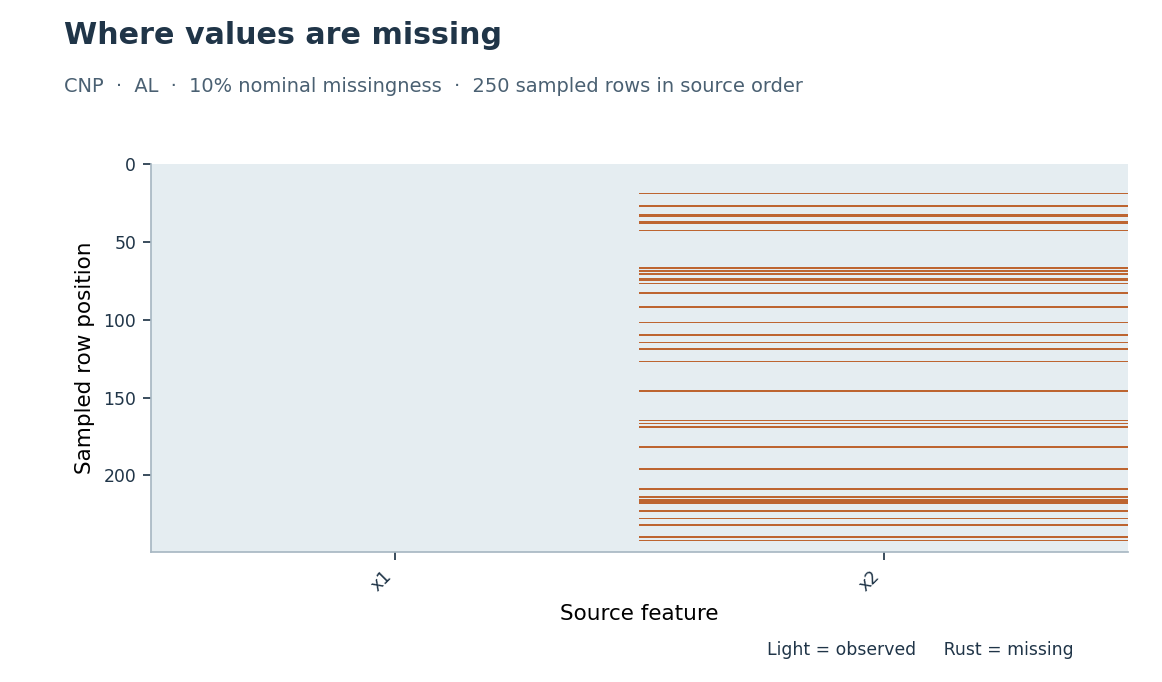 Where values are missing
CNP · AL · 10% nominal missingness · 250 sampled rows in source order
0
50
100
150
200
Sampled row position
x1
x2
Source feature
Light = observed Rust = missing